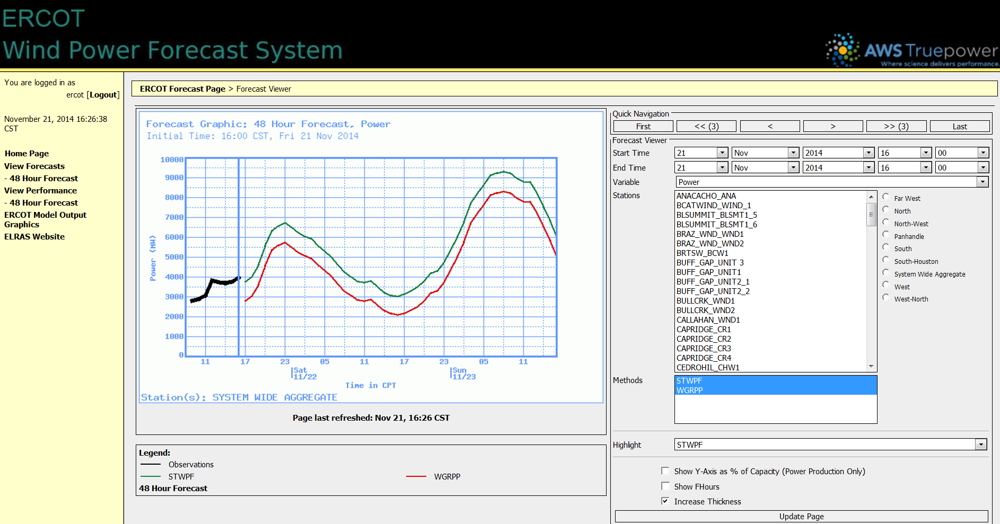 ERCOT
Wind Power Forecast System
AWS Truepower
Where science delivers performance.
You are logged in as
ercot [Logout]
November 21, 2014 16:26:38
CST
Home Page
View Forecasts
- 48 Hour Forecast
View Performance
- 48 Hour Forecast
ERCOT Model Output
Graphics
ELRAS Website
ERCOT Forecast Page > Forecast Viewer
Forecast Graphic: 48 Hour Forecast, Power
Initial Time: 16:00 CST, Fri 21 Nov 2014
10000
9000
8000
7000
6000
5000
4000
3000
2000
1000
0
Power (MW)
11 17 23 05 11 17 23 05 11
Sat Sun
11/22 11/23
Time in CPT
Station(s): SYSTEM WIDE AGGREGATE
Page last refreshed: Nov 21, 16:26 CST
Legend:
Observations
STWPF WGRPP
48 Hour Forecast
Quick Navigation
First << (3) < > >> (3) Last
Forecast Viewer
Start Time 21 Nov 2014 16 00
End Time 21 Nov 2014 16 00
Variable Power
Stations
ANACACHO_ANA
BCATWIND_WIND_1
BLSUMMIT_BLSMT1_5
BLSUMMIT_BLSMT1_6
BRAZ_WND_WND1
BRAZ_WND_WND2
BRTSW_BCW1
BUFF_GAP_UNIT 3
BUFF_GAP_UNIT1
BUFF_GAP_UNIT2_1
BUFF_GAP_UNIT2_2
BULLCRK_WND1
BULLCRK_WND2
CALLAHAN_WND1
CAPRIDGE_CR1
CAPRIDGE_CR2
CAPRIDGE_CR3
CAPRIDGE_CR4
CEDROHIL_CHW1
Far West
North
North-West
Panhandle
South
South-Houston
System Wide Aggregate
West
West-North
Methods
STWPF
WGRPP
Highlight STWPF
Show Y-Axis as % of Capacity (Power Production Only)
Show FHours
Increase Thickness
Update Page